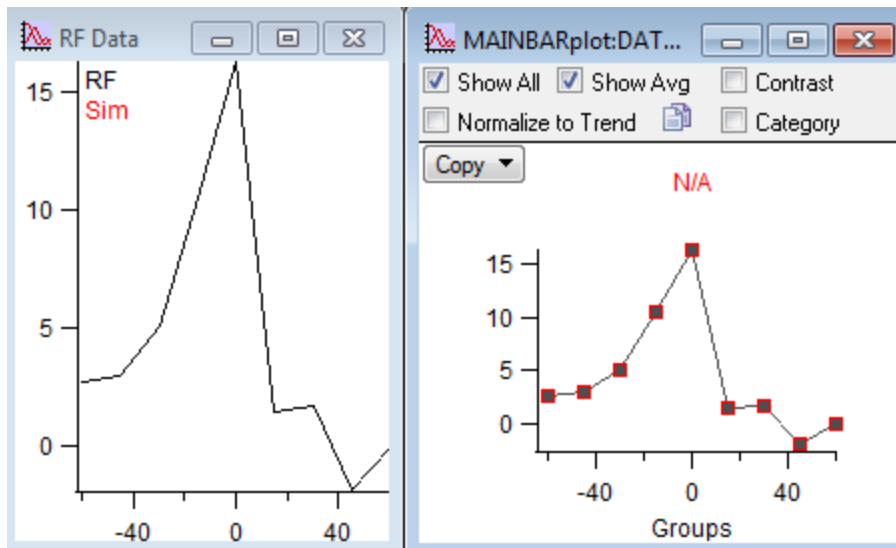 RF Data
RF
Sim
15
10
5
0
-40 0 40
MAINBARplot:DAT...
Show All Show Avg Contrast
Normalize to Trend Category
Copy
N/A
15
10
5
0
-40 0 40
Groups